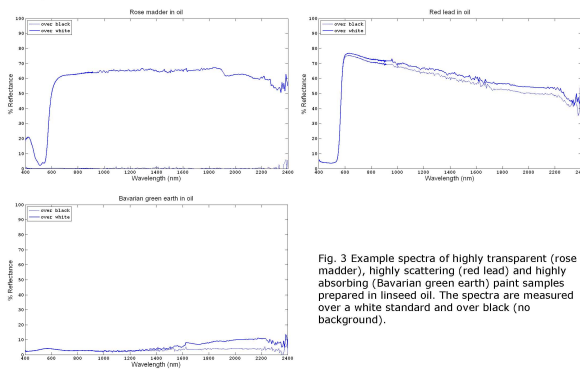 Rose madder in oil
over black
over white
% Reflectance
100
90
80
70
60
50
40
30
20
10
0
400 600 800 1000 1200 1400 1600 1800 2000 2200 2400
Wavelength (nm)
Red lead in oil
over black
over white
% Reflectance
100
90
80
70
60
50
40
30
20
10
0
400 600 800 1000 1200 1400 1600 1800 2000 2200 2400
Wavelength (nm)
Bavarian green earth in oil
over black
over white
% Reflectance
100
90
80
70
60
50
40
30
20
10
0
400 600 800 1000 1200 1400 1600 1800 2000 2200 2400
Wavelength (nm)
Fig. 3 Example spectra of highly transparent (rose
madder), highly scattering (red lead) and highly
absorbing (Bavarian green earth) paint samples
prepared in linseed oil. The spectra are measured
over a white standard and over black (no
background).